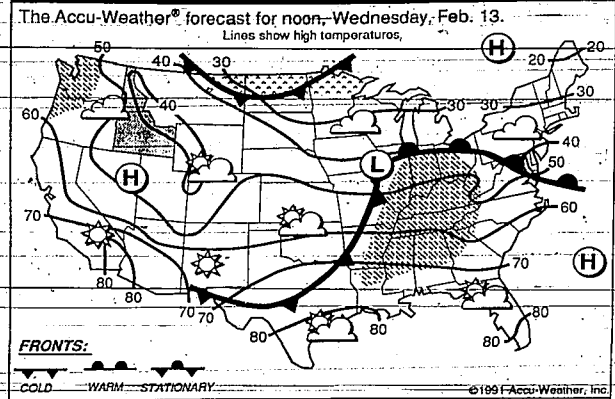 The Accu-Weather® forecast for noon, Wednesday, Feb. 13.
Lines show high temperatures,
50
40
30
H
20
20
60
40
30
30
30
40
H
L
50
70
60
H
80
80
70
70
70
80
80
80
80
FRONTS:
COLD WARM STATIONARY
©1991 Accu-Weather, Inc.